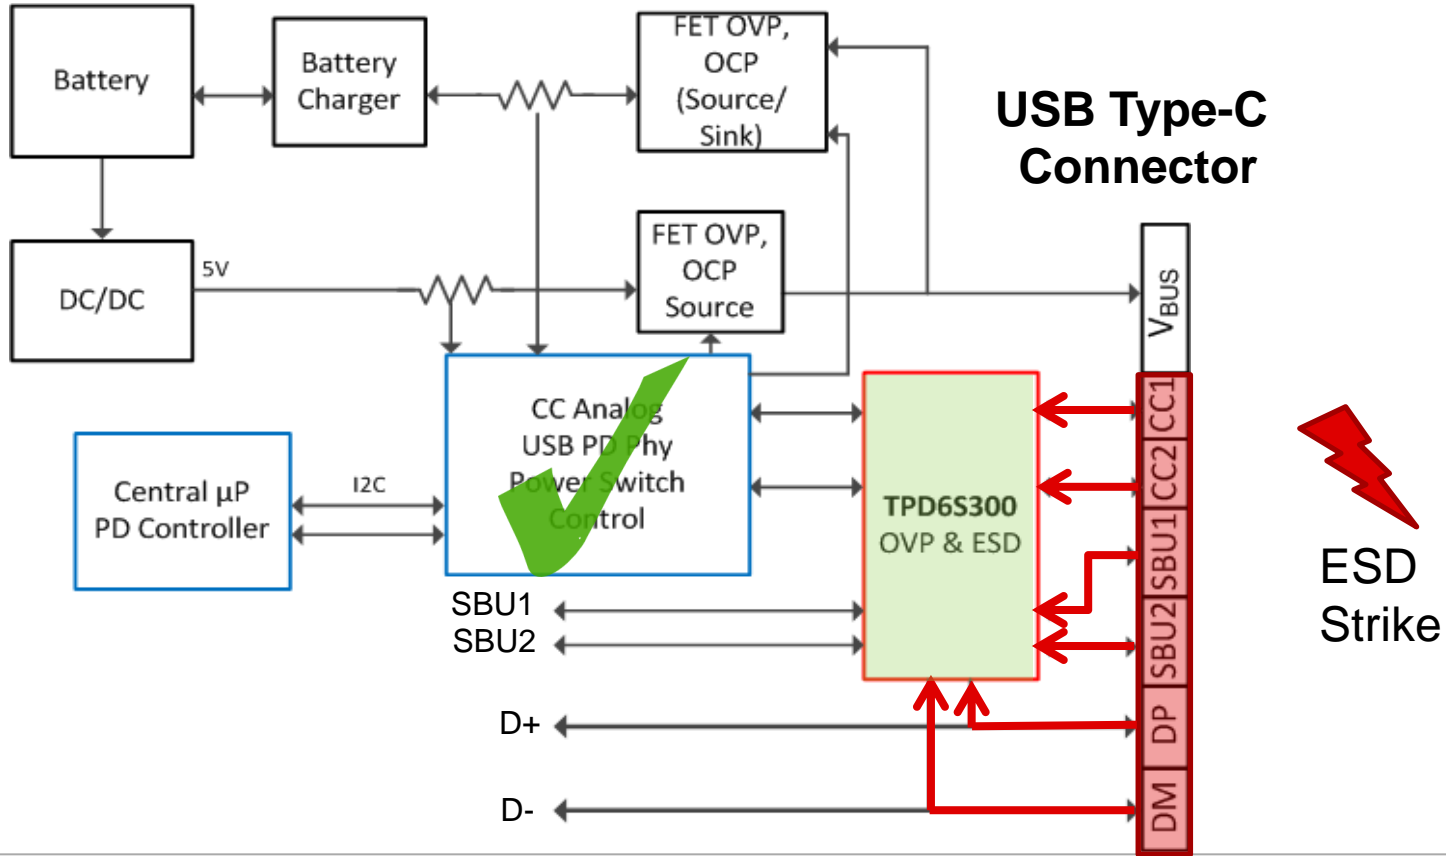 Battery
Battery
Charger
FET OVP,
OCP
(Source/
Sink)
USB Type-C
Connector
DC/DC
5V
FET OVP,
OCP
Source
VBUS
CC Analog
USB PD Phy
Power Switch
Control
Central µP
PD Controller
I2C
TPD6S300
OVP & ESD
CC1
CC2
SBU1
SBU2
DP
DM
ESD
Strike
SBU1
SBU2
D+
D-